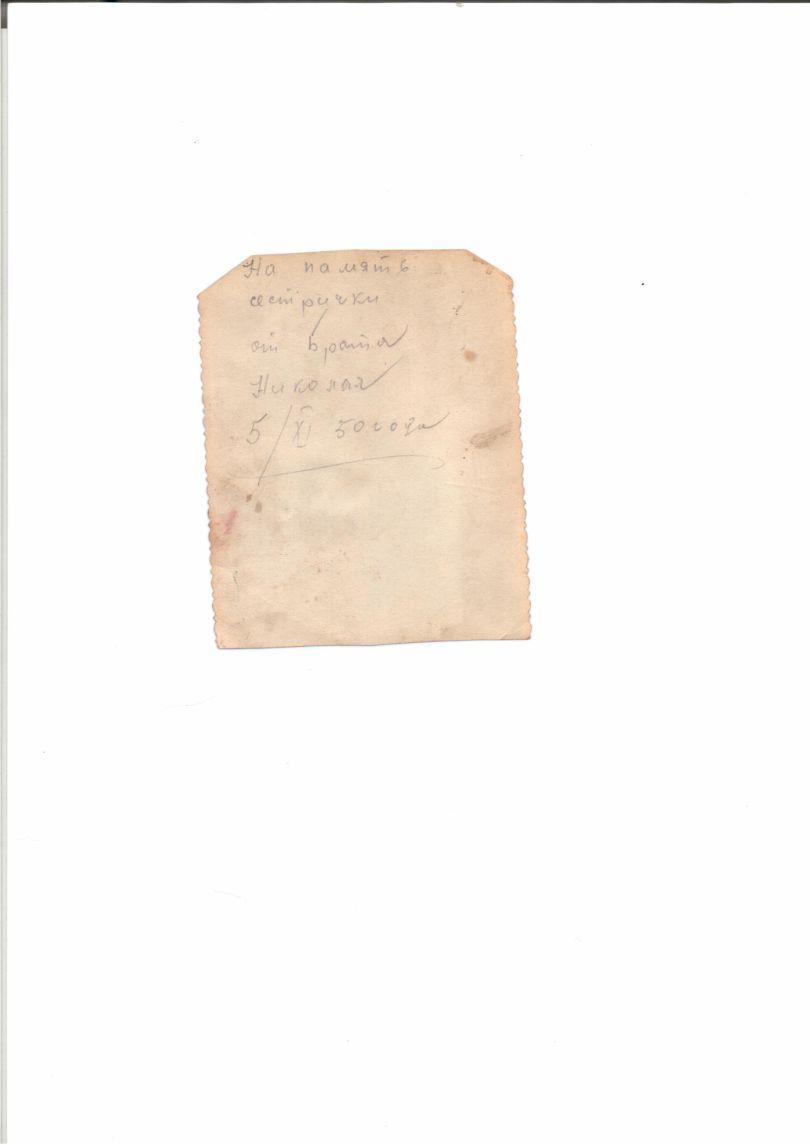 На память
сестрички
от брата
Николая
5/XI 50 года